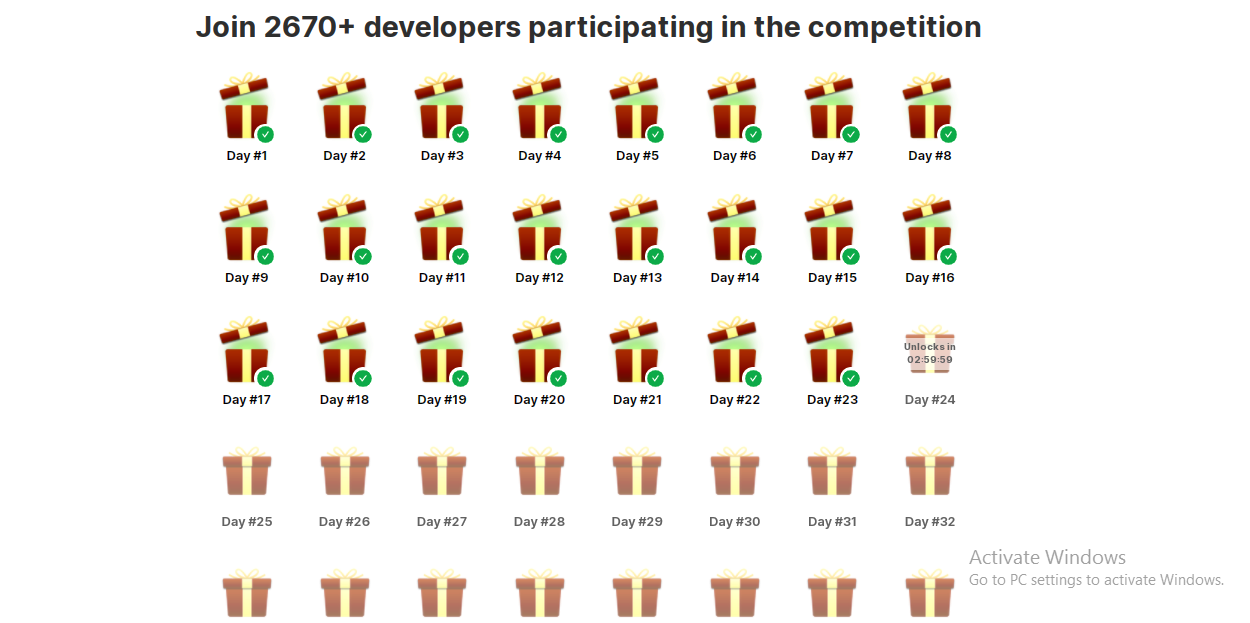 Join 2670+ developers participating in the competition
Day #1 Day #2 Day #3 Day #4 Day #5 Day #6 Day #7 Day #8
Day #9 Day #10 Day #11 Day #12 Day #13 Day #14 Day #15 Day #16
Unlocks in
02:59:59
Day #17 Day #18 Day #19 Day #20 Day #21 Day #22 Day #23 Day #24
Day #25 Day #26 Day #27 Day #28 Day #29 Day #30 Day #31 Day #32
Activate Windows
Go to PC settings to activate Windows.